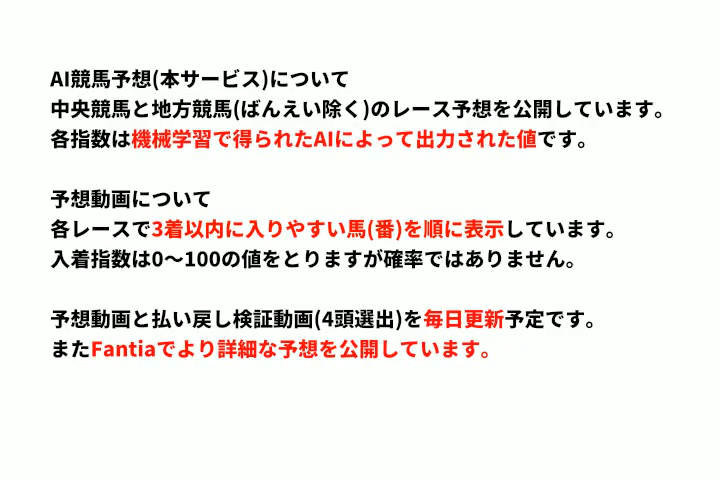 AI競馬予想(本サービス)について
中央競馬と地方競馬(ばんえい除く)のレース予想を公開しています。
各指数は機械学習で得られたAIによって出力された値です。
予想動画について
各レースで3着以内に入りやすい馬(番)を順に表示しています。
入着指数は0〜100の値をとりますが確率ではありません。
予想動画と払い戻し検証動画(4頭選出)を毎日更新予定です。
またFantiaでより詳細な予想を公開しています。